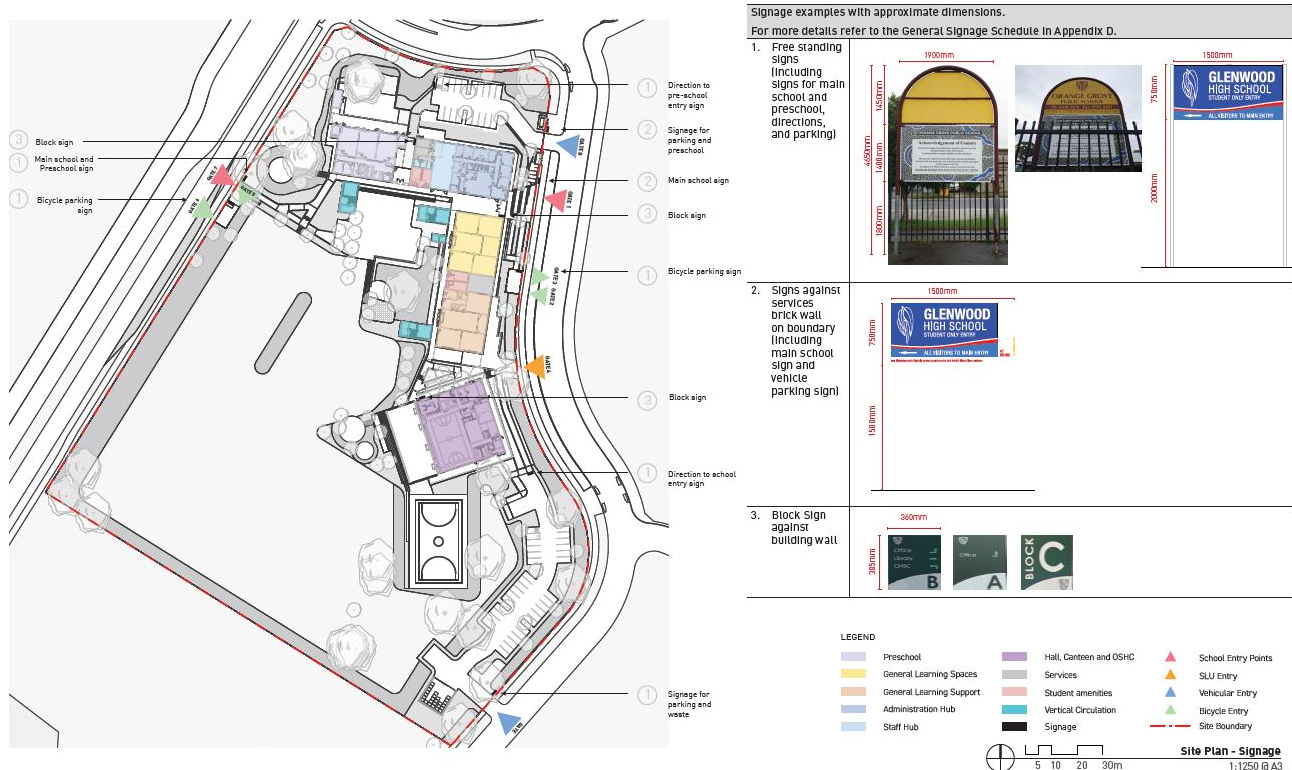 Signage examples with approximate dimensions.
For more details refer to the General Signage Schedule in Appendix D.
1. Free standing
signs
(including
signs for main
school and
preschool,
directions,
and parking)
1900mm
1450mm
4650mm
1400mm
1800mm
ORANGE GROVE PUBLIC SCHOOL
Acknowledgement of Country
ORANGE GROVE
PUBLIC SCHOOL
1500mm
750mm
2000mm
GLENWOOD
HIGH SCHOOL
STUDENT ONLY ENTRY
ALL VISITORS TO MAIN ENTRY
2. Signs against
services
brick wall
on boundary
(including
main school
sign and
vehicle
parking sign)
1500mm
750mm
1500mm
GLENWOOD
HIGH SCHOOL
STUDENT ONLY ENTRY
ALL VISITORS TO MAIN ENTRY
3. Block Sign
against
building wall
360mm
385mm
Office
Library
OHSC
B
Office
A
BLOCK
C
3
Block sign
1
Main school and
Preschool sign
1
Bicycle parking
sign
1
Direction to
pre-school
entry sign
2
Signage for
parking and
preschool
2
Main school sign
3
Block sign
1
Bicycle parking sign
3
Block sign
1
Direction to school
entry sign
1
Signage for
parking and
waste
GATE 1
GATE 2
GATE 3
GATE 4
LEGEND
Preschool
General Learning Spaces
General Learning Support
Administration Hub
Staff Hub
Hall, Canteen and OSHC
Services
Student amenities
Vertical Circulation
Signage
School Entry Points
SLU Entry
Vehicular Entry
Bicycle Entry
Site Boundary
5 10 20 30m
Site Plan - Signage
1:1250 @ A3